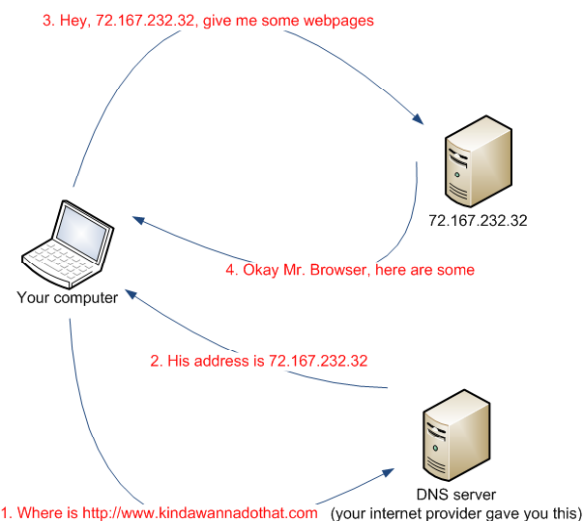 3. Hey, 72.167.232.32, give me some webpages
72.167.232.32
4. Okay Mr. Browser, here are some
Your computer
2. His address is 72.167.232.32
DNS server
1. Where is http://www.kindawannadothat.com (your internet provider gave you this)